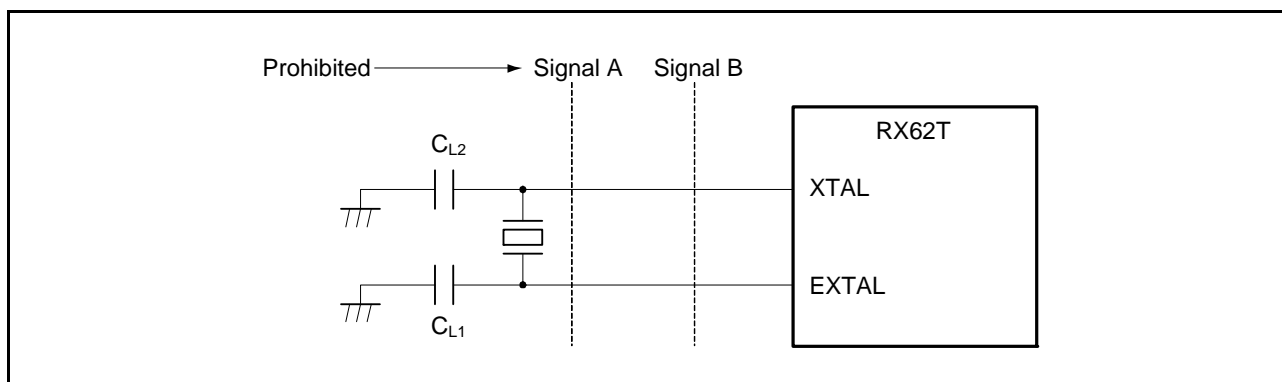 Prohibited Signal A Signal B
RX62T
CL2
XTAL
EXTAL
CL1